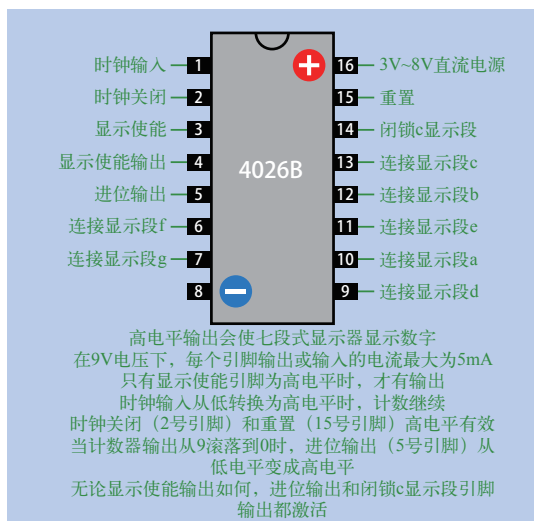 时钟输入 1
时钟关闭 2
显示使能 3
显示使能输出 4
进位输出 5
连接显示段f 6
连接显示段g 7
8
4026B
16 3V~8V直流电源
15 重置
14 闭锁c显示段
13 连接显示段c
12 连接显示段b
11 连接显示段e
10 连接显示段a
9 连接显示段d
高电平输出会使七段式显示器显示数字
在9V电压下，每个引脚输出或输入的电流最大为5mA
只有显示使能引脚为高电平时，才有输出
时钟输入从低转换为高电平时，计数继续
时钟关闭（2号引脚）和重置（15号引脚）高电平有效
当计数器输出从9滚落到0时，进位输出（5号引脚）从
低电平变成高电平
无论显示使能输出如何，进位输出和闭锁c显示段引脚
输出都激活